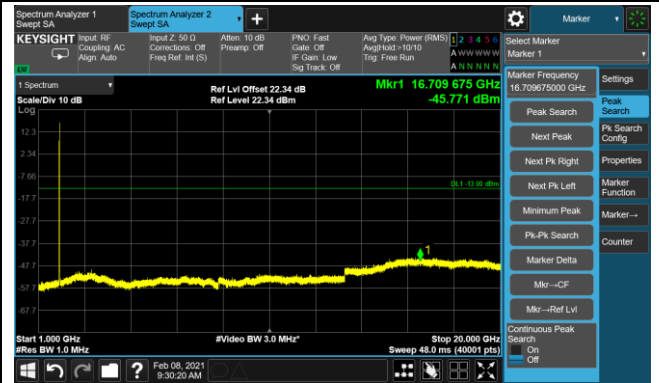 Spectrum Analyzer 1
Swept SA
Spectrum Analyzer 2
Swept SA
+
Marker
KEYSIGHT
Input: RF
Coupling: AC
Align: Auto
Input Z: 50 Ω
Corrections: Off
Freq Ref: Int (S)
Atten: 10 dB
Preamp: Off
PNO: Fast
Gate: Off
IF Gain: Low
Sig Track: Off
Avg Type: Power (RMS)
Avg|Hold:>10/10
Trig: Free Run
1 2 3 4 5 6
A W W W W W
A N N N N N
Select Marker
Marker 1
1 Spectrum
Scale/Div 10 dB
Log
Ref Lvl Offset 22.34 dB
Ref Level 22.34 dBm
Mkr1 16.709 675 GHz
-45.771 dBm
12.3
2.34
-7.66
-17.7
-27.7
-37.7
-47.7
-57.7
-67.7
DL1 -13.00 dBm
1
Start 1.000 GHz
#Res BW 1.0 MHz
#Video BW 3.0 MHz*
Stop 20.000 GHz
Sweep 48.0 ms (40001 pts)
Marker Frequency
16.709675000 GHz
Peak Search
Next Peak
Next Pk Right
Next Pk Left
Minimum Peak
Pk-Pk Search
Marker Delta
Mkr→CF
Mkr→Ref Lvl
Continuous Peak
Search
On
Off
Settings
Peak
Search
Pk Search
Config
Properties
Marker
Function
Marker→
Counter
?
Feb 08, 2021
9:30:20 AM